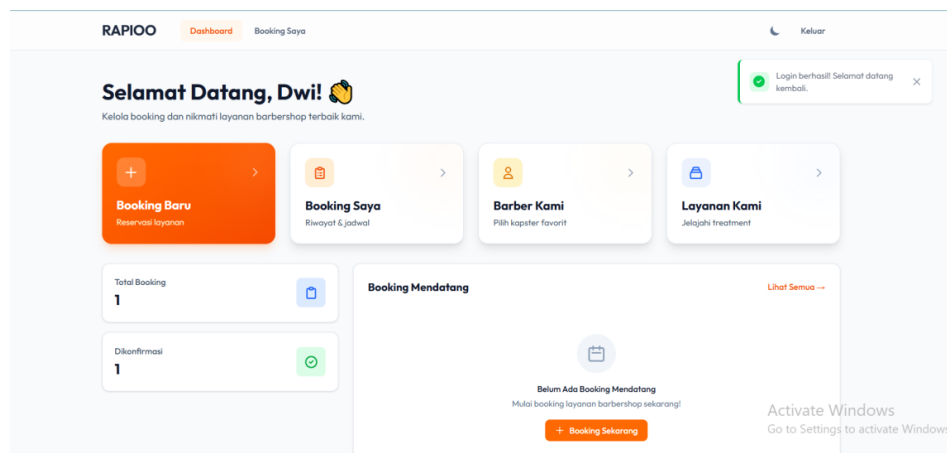 RAPIOO
Dashboard
Booking Saya
Keluar
Login berhasil! Selamat datang
kembali.
Selamat Datang, Dwi! 👋
Kelola booking dan nikmati layanan barbershop terbaik kami.
Booking Baru
Reservasi layanan
Booking Saya
Riwayat & jadwal
Barber Kami
Pilih kapster favorit
Layanan Kami
Jelajahi treatment
Total Booking
1
Dikonfirmasi
1
Booking Mendatang
Lihat Semua →
Belum Ada Booking Mendatang
Mulai booking layanan barbershop sekarang!
+ Booking Sekarang
Activate Windows
Go to Settings to activate Windows